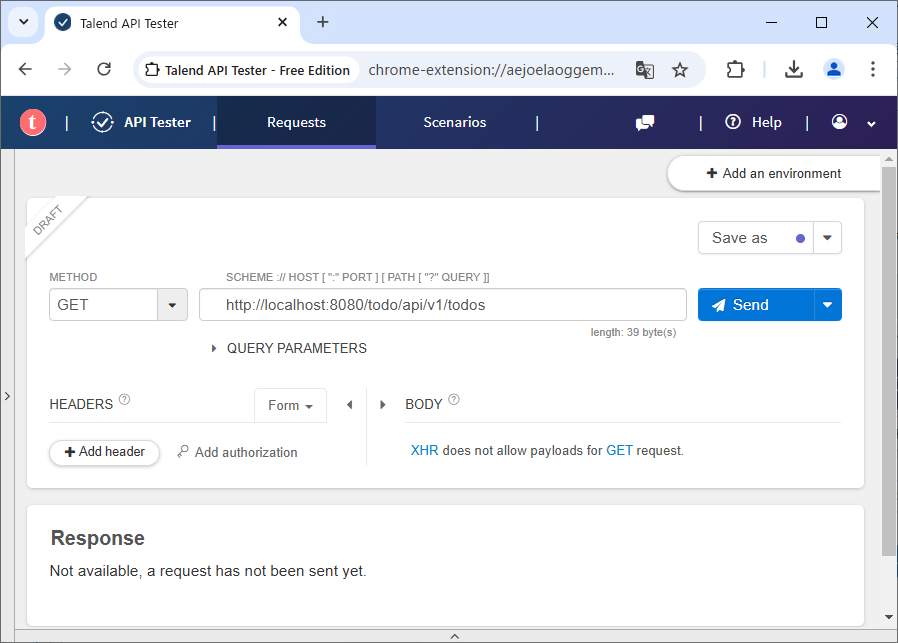 Talend API Tester
Talend API Tester - Free Edition chrome-extension://aejoelaoggem...
t | API Tester | Requests Scenarios | | Help |
+ Add an environment
DRAFT
Save as
METHOD SCHEME :// HOST [ ":" PORT ] [ PATH [ "?" QUERY ]]
GET http://localhost:8080/todo/api/v1/todos Send
length: 39 byte(s)
QUERY PARAMETERS
HEADERS ? Form BODY ?
+ Add header Add authorization XHR does not allow payloads for GET request.
Response
Not available, a request has not been sent yet.